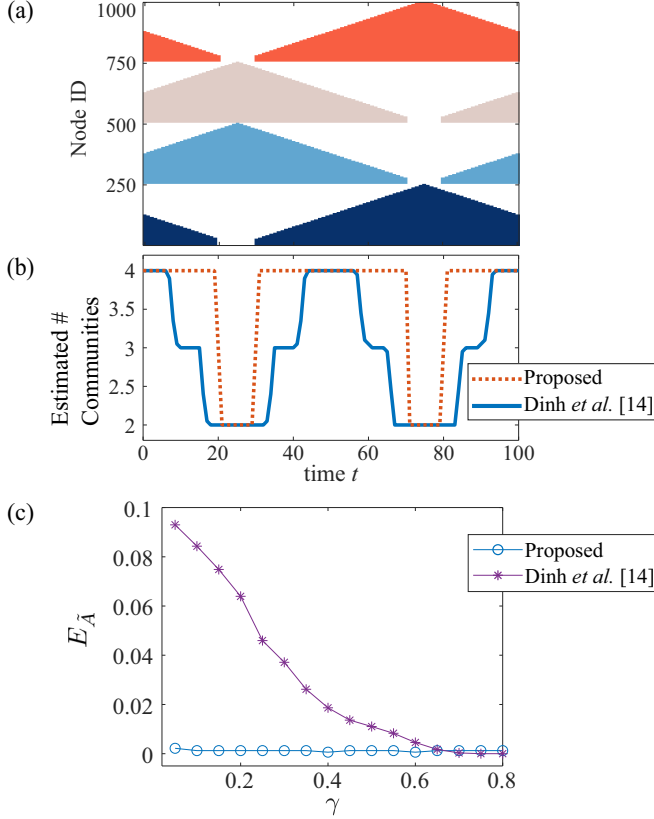 (a)
1000
750
500
250
Node ID
(b)
4
3.5
3
2.5
2
Estimated #
Communities
0
20
40
60
80
100
time t
Proposed
Dinh et al. [14]
(c)
0.1
0.08
0.06
0.04
0.02
0
E_Ã
0.2
0.4
0.6
0.8
γ
Proposed
Dinh et al. [14]